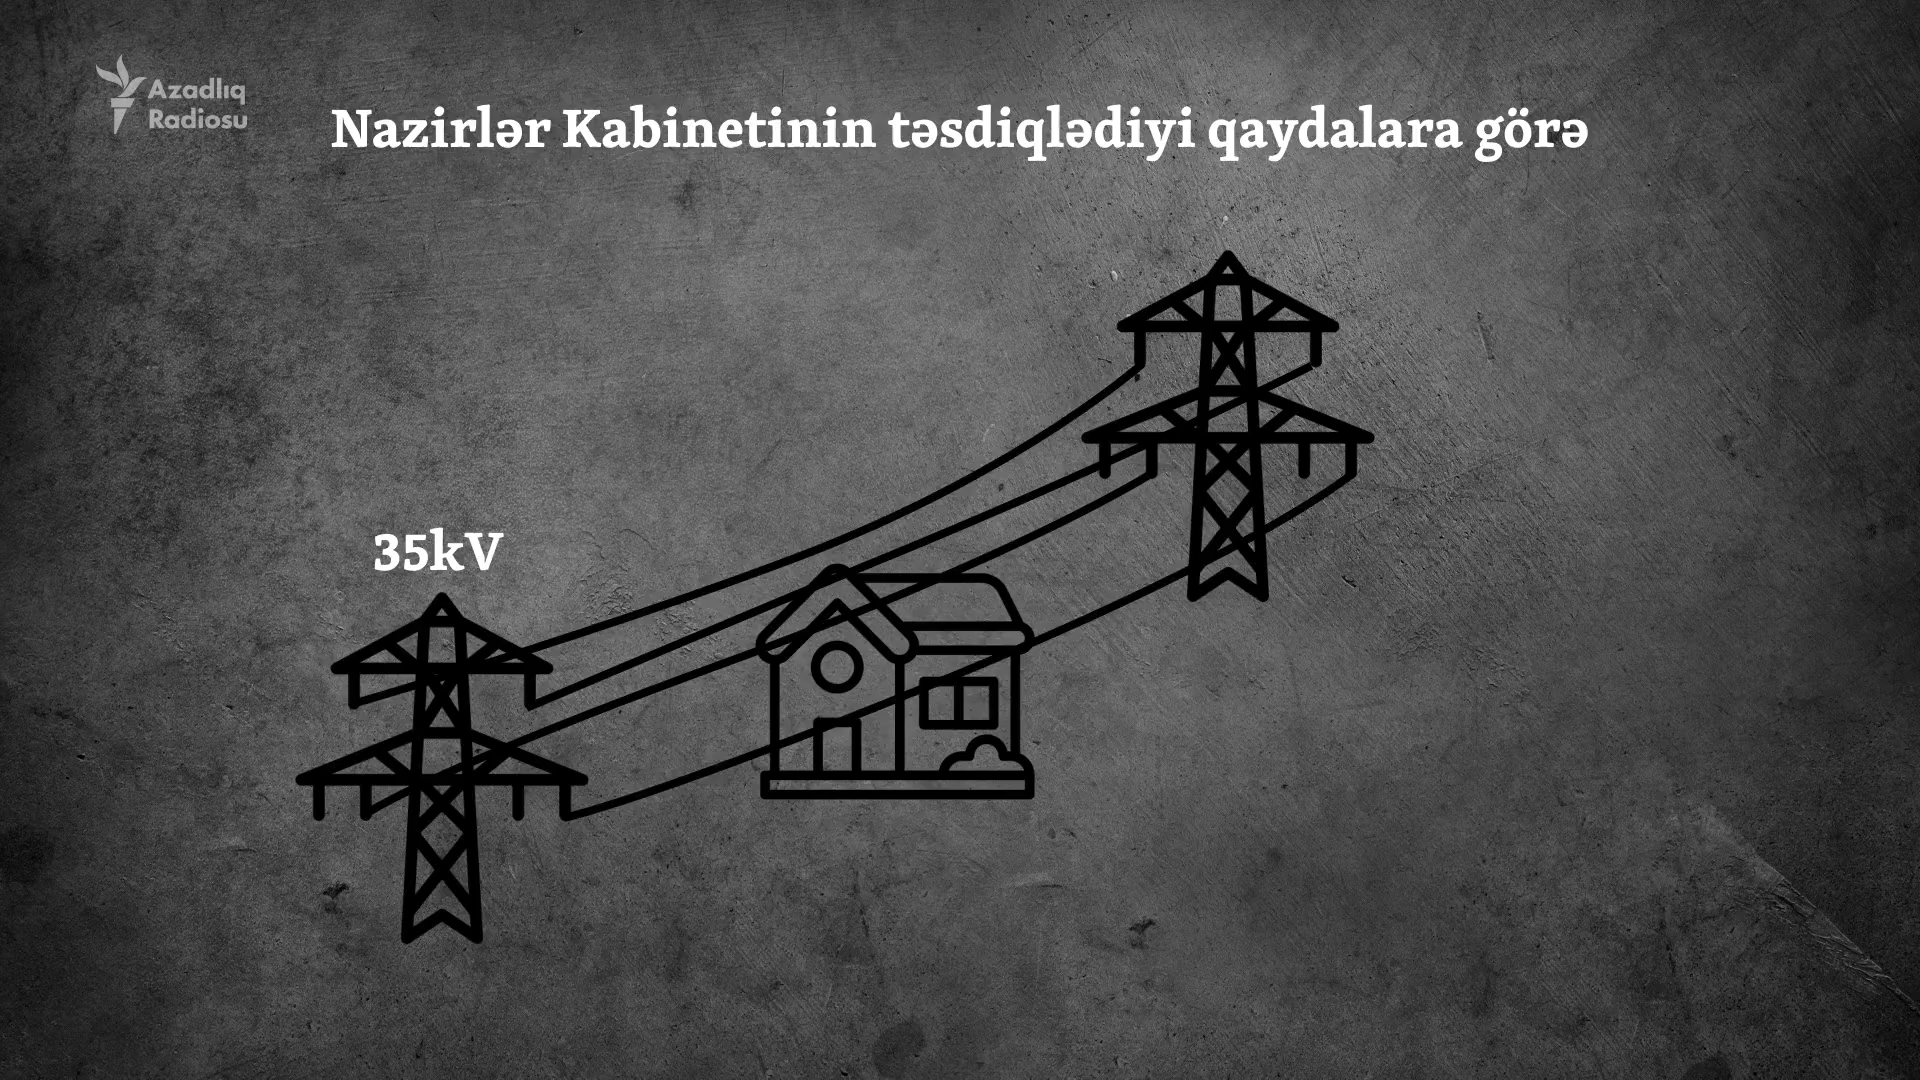 Azadlıq
Radiosu
Nazirlər Kabinetinin təsdiqlədiyi qaydalara görə
35kV